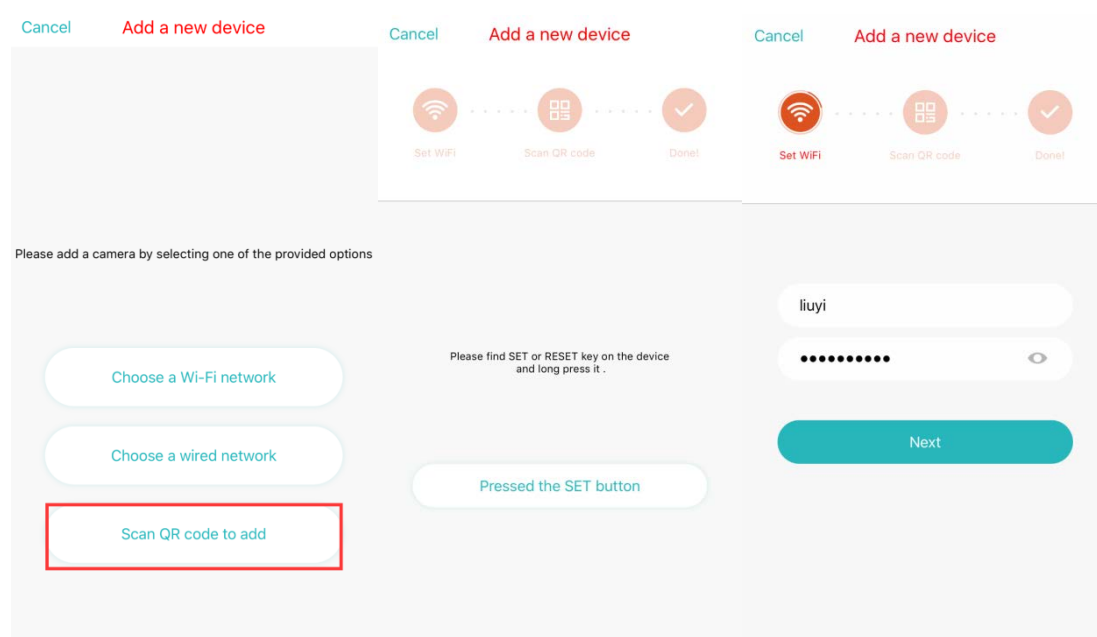 Cancel Add a new device
Please add a camera by selecting one of the provided options
Choose a Wi-Fi network
Choose a wired network
Scan QR code to add
Cancel Add a new device
Set WiFi Scan QR code Done!
Please find SET or RESET key on the device
and long press it .
Pressed the SET button
Cancel Add a new device
Set WiFi Scan QR code Done!
liuyi
••••••••••
Next